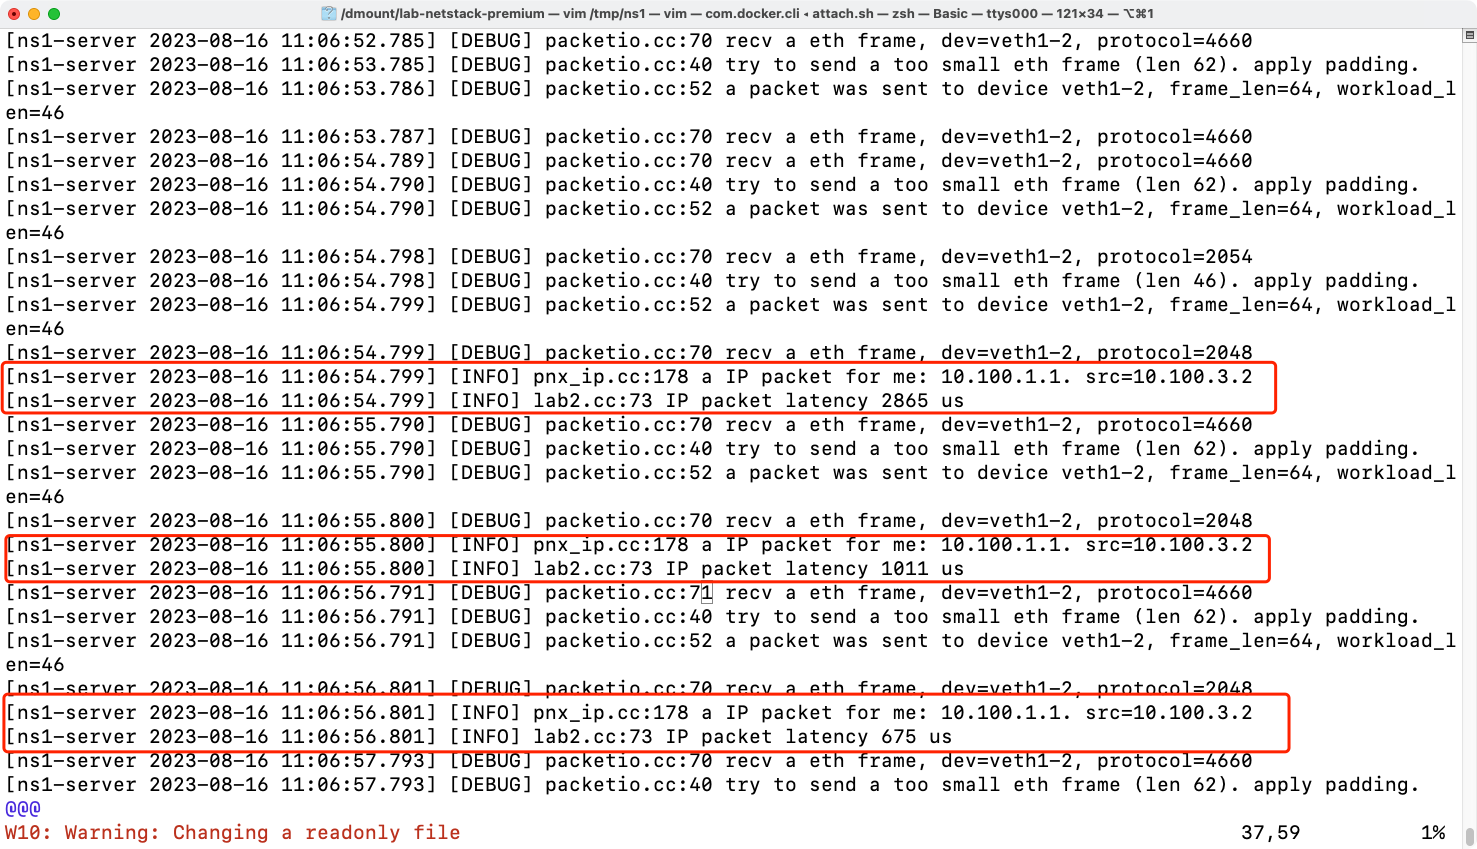 /dmount/lab-netstack-premium — vim /tmp/ns1 — vim — com.docker.cli ◂ attach.sh — zsh — Basic — ttys000 — 121×34 — ⌥⌘1
[ns1-server 2023-08-16 11:06:52.785] [DEBUG] packetio.cc:70 recv a eth frame, dev=veth1-2, protocol=4660
[ns1-server 2023-08-16 11:06:53.785] [DEBUG] packetio.cc:40 try to send a too small eth frame (len 62). apply padding.
[ns1-server 2023-08-16 11:06:53.786] [DEBUG] packetio.cc:52 a packet was sent to device veth1-2, frame_len=64, workload_l
en=46
[ns1-server 2023-08-16 11:06:53.787] [DEBUG] packetio.cc:70 recv a eth frame, dev=veth1-2, protocol=4660
[ns1-server 2023-08-16 11:06:54.789] [DEBUG] packetio.cc:70 recv a eth frame, dev=veth1-2, protocol=4660
[ns1-server 2023-08-16 11:06:54.790] [DEBUG] packetio.cc:40 try to send a too small eth frame (len 62). apply padding.
[ns1-server 2023-08-16 11:06:54.790] [DEBUG] packetio.cc:52 a packet was sent to device veth1-2, frame_len=64, workload_l
en=46
[ns1-server 2023-08-16 11:06:54.798] [DEBUG] packetio.cc:70 recv a eth frame, dev=veth1-2, protocol=2054
[ns1-server 2023-08-16 11:06:54.798] [DEBUG] packetio.cc:40 try to send a too small eth frame (len 46). apply padding.
[ns1-server 2023-08-16 11:06:54.799] [DEBUG] packetio.cc:52 a packet was sent to device veth1-2, frame_len=64, workload_l
en=46
[ns1-server 2023-08-16 11:06:54.799] [DEBUG] packetio.cc:70 recv a eth frame, dev=veth1-2, protocol=2048
[ns1-server 2023-08-16 11:06:54.799] [INFO] pnx_ip.cc:178 a IP packet for me: 10.100.1.1. src=10.100.3.2
[ns1-server 2023-08-16 11:06:54.799] [INFO] lab2.cc:73 IP packet latency 2865 us
[ns1-server 2023-08-16 11:06:55.790] [DEBUG] packetio.cc:70 recv a eth frame, dev=veth1-2, protocol=4660
[ns1-server 2023-08-16 11:06:55.790] [DEBUG] packetio.cc:40 try to send a too small eth frame (len 62). apply padding.
[ns1-server 2023-08-16 11:06:55.790] [DEBUG] packetio.cc:52 a packet was sent to device veth1-2, frame_len=64, workload_l
en=46
[ns1-server 2023-08-16 11:06:55.800] [DEBUG] packetio.cc:70 recv a eth frame, dev=veth1-2, protocol=2048
[ns1-server 2023-08-16 11:06:55.800] [INFO] pnx_ip.cc:178 a IP packet for me: 10.100.1.1. src=10.100.3.2
[ns1-server 2023-08-16 11:06:55.800] [INFO] lab2.cc:73 IP packet latency 1011 us
[ns1-server 2023-08-16 11:06:56.791] [DEBUG] packetio.cc:71 recv a eth frame, dev=veth1-2, protocol=4660
[ns1-server 2023-08-16 11:06:56.791] [DEBUG] packetio.cc:40 try to send a too small eth frame (len 62). apply padding.
[ns1-server 2023-08-16 11:06:56.791] [DEBUG] packetio.cc:52 a packet was sent to device veth1-2, frame_len=64, workload_l
en=46
[ns1-server 2023-08-16 11:06:56.801] [DEBUG] packetio.cc:70 recv a eth frame, dev=veth1-2, protocol=2048
[ns1-server 2023-08-16 11:06:56.801] [INFO] pnx_ip.cc:178 a IP packet for me: 10.100.1.1. src=10.100.3.2
[ns1-server 2023-08-16 11:06:56.801] [INFO] lab2.cc:73 IP packet latency 675 us
[ns1-server 2023-08-16 11:06:57.793] [DEBUG] packetio.cc:70 recv a eth frame, dev=veth1-2, protocol=4660
[ns1-server 2023-08-16 11:06:57.793] [DEBUG] packetio.cc:40 try to send a too small eth frame (len 62). apply padding.
@@@
W10: Warning: Changing a readonly file 37,59 1%